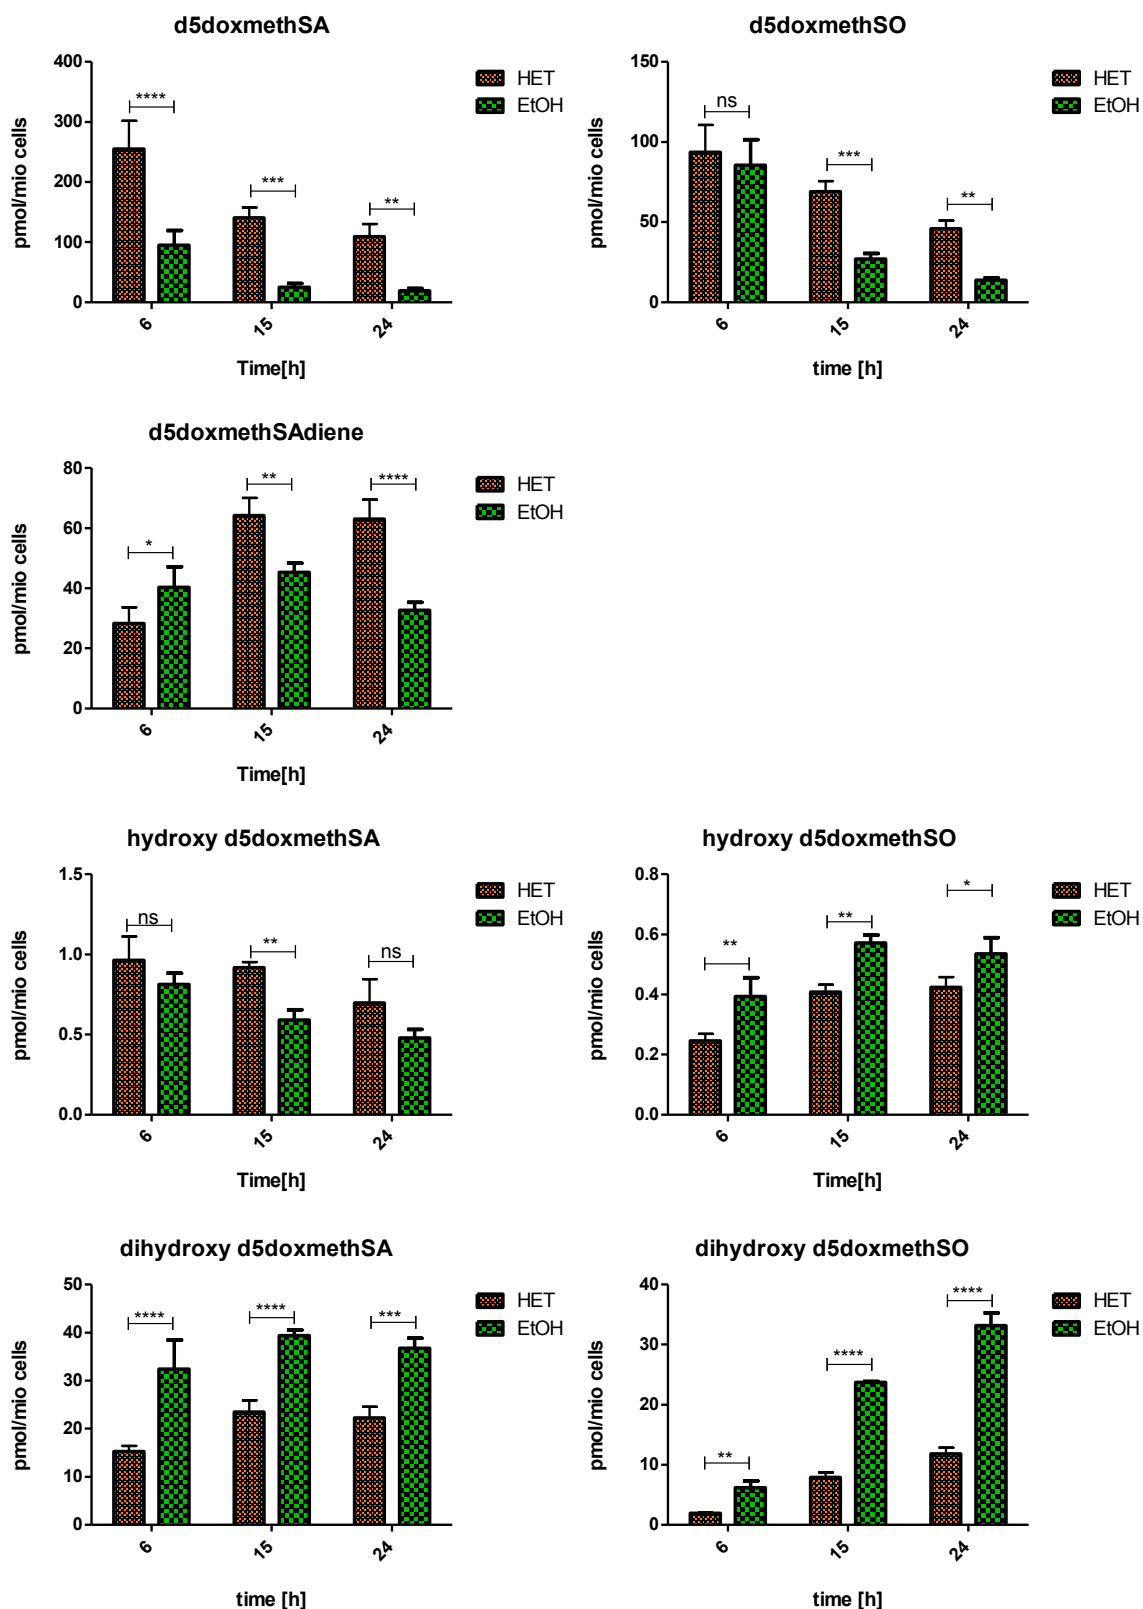 d5doxmethSA
400
300
200
100
0
pmol/mio cells
****
***
**
6
15
24
Time[h]
HET
EtOH
d5doxmethSO
150
100
50
0
pmol/mio cells
ns
***
**
6
15
24
time [h]
HET
EtOH
d5doxmethSAdiene
80
60
40
20
0
pmol/mio cells
*
**
****
6
15
24
Time[h]
HET
EtOH
hydroxy d5doxmethSA
1.5
1.0
0.5
0.0
pmol/mio cells
ns
**
ns
6
15
24
Time[h]
HET
EtOH
hydroxy d5doxmethSO
0.8
0.6
0.4
0.2
0.0
pmol/mio cells
**
**
*
6
15
24
Time[h]
HET
EtOH
dihydroxy d5doxmethSA
50
40
30
20
10
0
pmol/mio cells
****
****
***
6
15
24
time [h]
HET
EtOH
dihydroxy d5doxmethSO
40
30
20
10
0
pmol/mio cells
**
****
****
6
15
24
time [h]
HET
EtOH